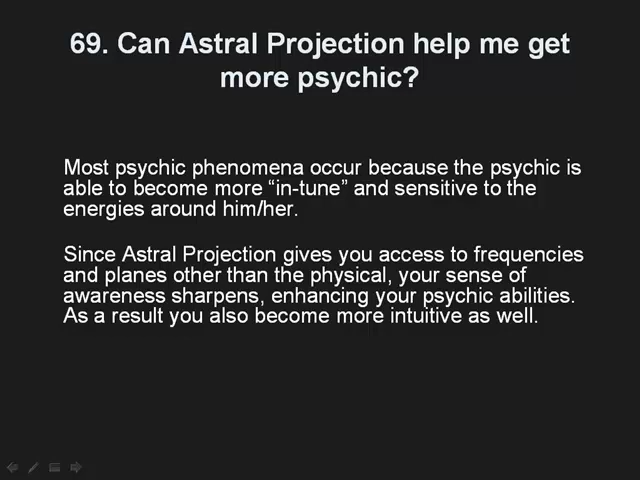 69. Can Astral Projection help me get
more psychic?
Most psychic phenomena occur because the psychic is
able to become more “in-tune” and sensitive to the
energies around him/her.
Since Astral Projection gives you access to frequencies
and planes other than the physical, your sense of
awareness sharpens, enhancing your psychic abilities.
As a result you also become more intuitive as well.